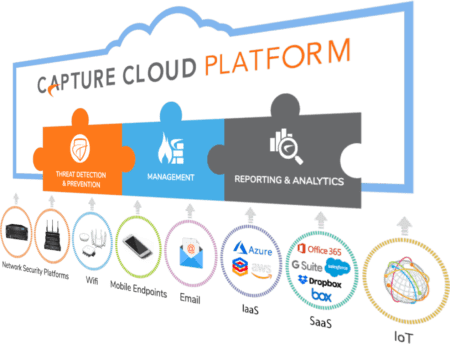 CAPTURE CLOUD PLATFORM
THREAT DETECTION
& PREVENTION
MANAGEMENT
REPORTING & ANALYTICS
Network Security Platforms
Wifi
Mobile Endpoints
Email
Azure
aws
IaaS
Office 365
G Suite
salesforce
Dropbox
box
SaaS
IoT